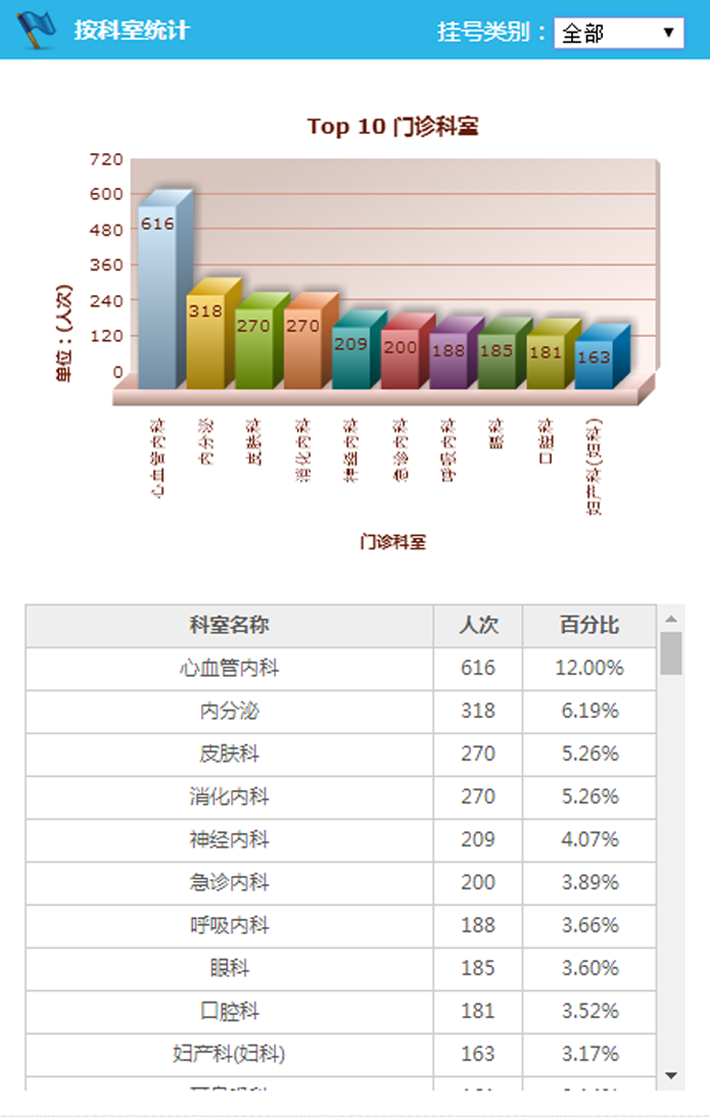 按科室统计
挂号类别：
全部
Top 10 门诊科室
单位：(人次)
720
600
480
360
240
120
0
616
318
270
270
209
200
188
185
181
163
心血管内科
内分泌
皮肤科
消化内科
神经内科
急诊内科
呼吸内科
眼科
口腔科
妇产科(妇科)
门诊科室
科室名称 人次 百分比
心血管内科 616 12.00%
内分泌 318 6.19%
皮肤科 270 5.26%
消化内科 270 5.26%
神经内科 209 4.07%
急诊内科 200 3.89%
呼吸内科 188 3.66%
眼科 185 3.60%
口腔科 181 3.52%
妇产科(妇科) 163 3.17%